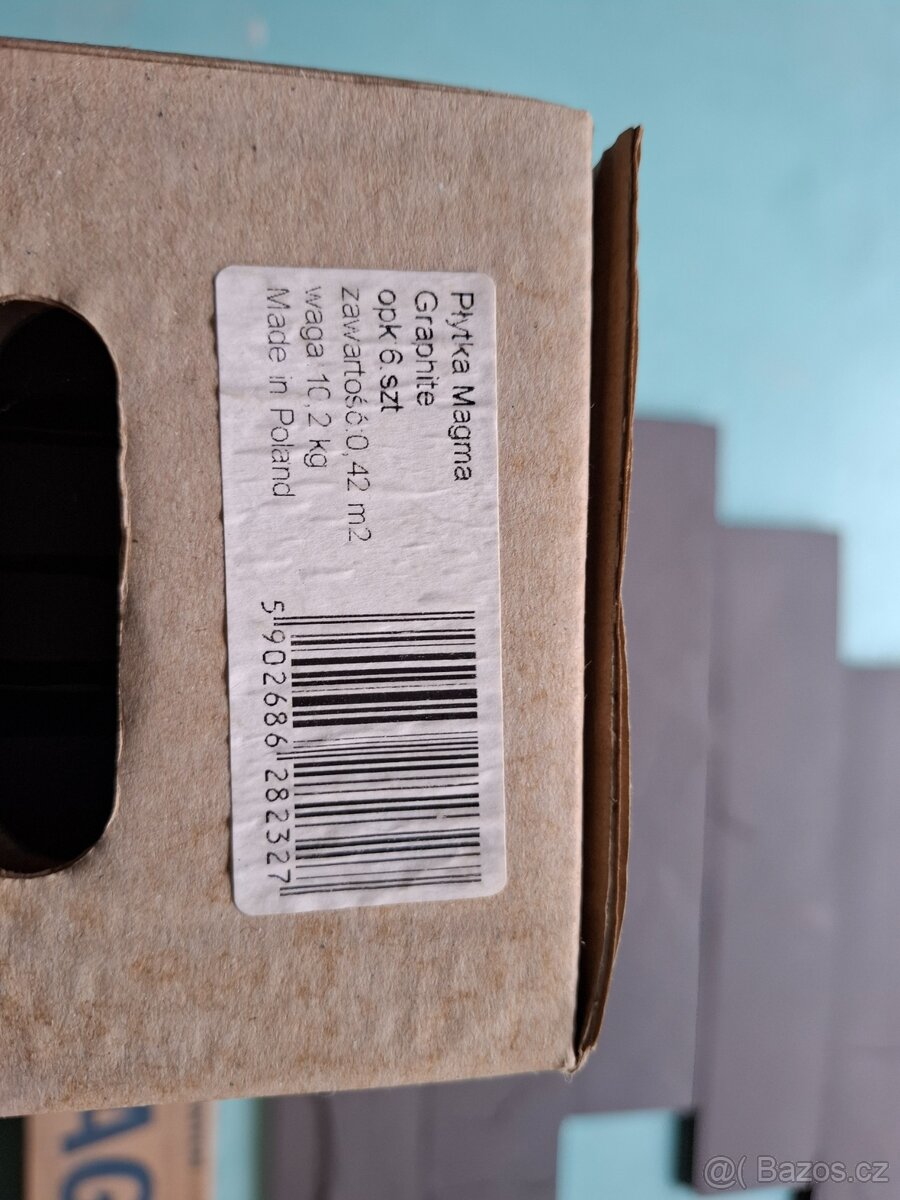 Płytka Magma
Graphite
opk 6 szt
zawartość:0,42 m2
waga 10,2 kg
Made in Poland
5 902686 282327
AG
@( Bazos.cz